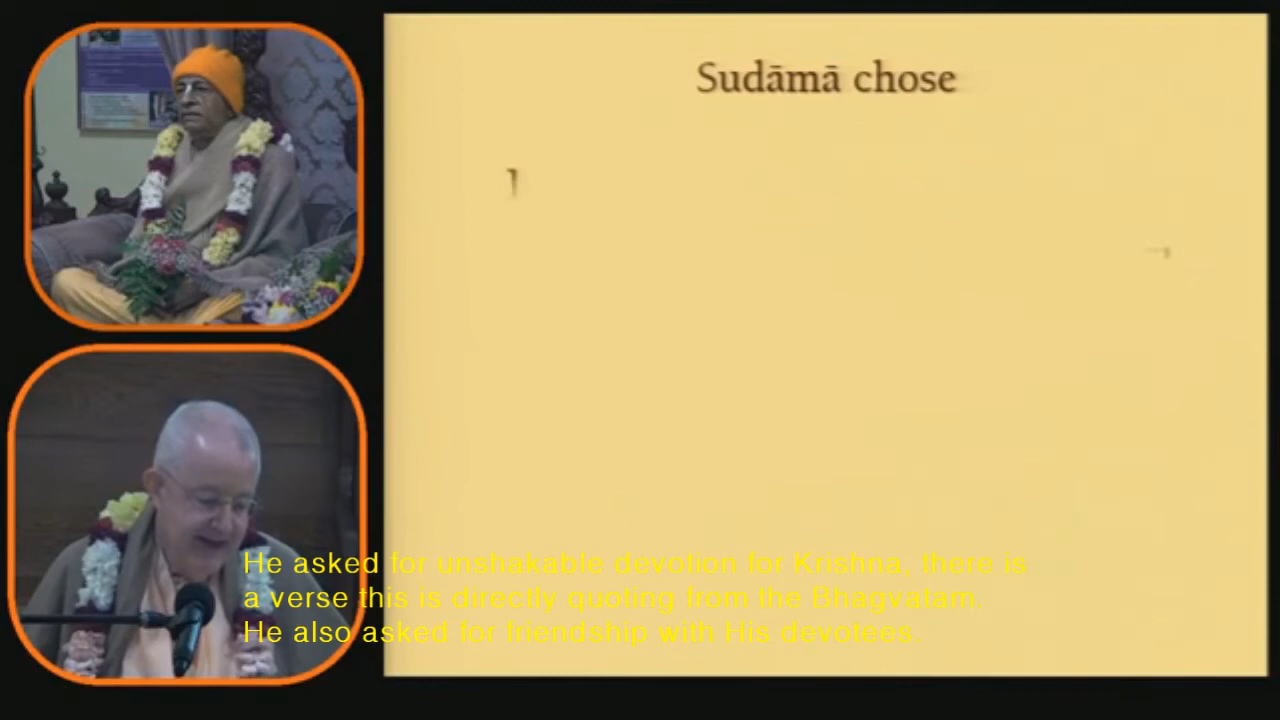 Sudāmā chose
He asked for unshakable devotion for Krishna, there is
a verse this is directly quoting from the Bhagvatam.
He also asked for friendship with His devotees.